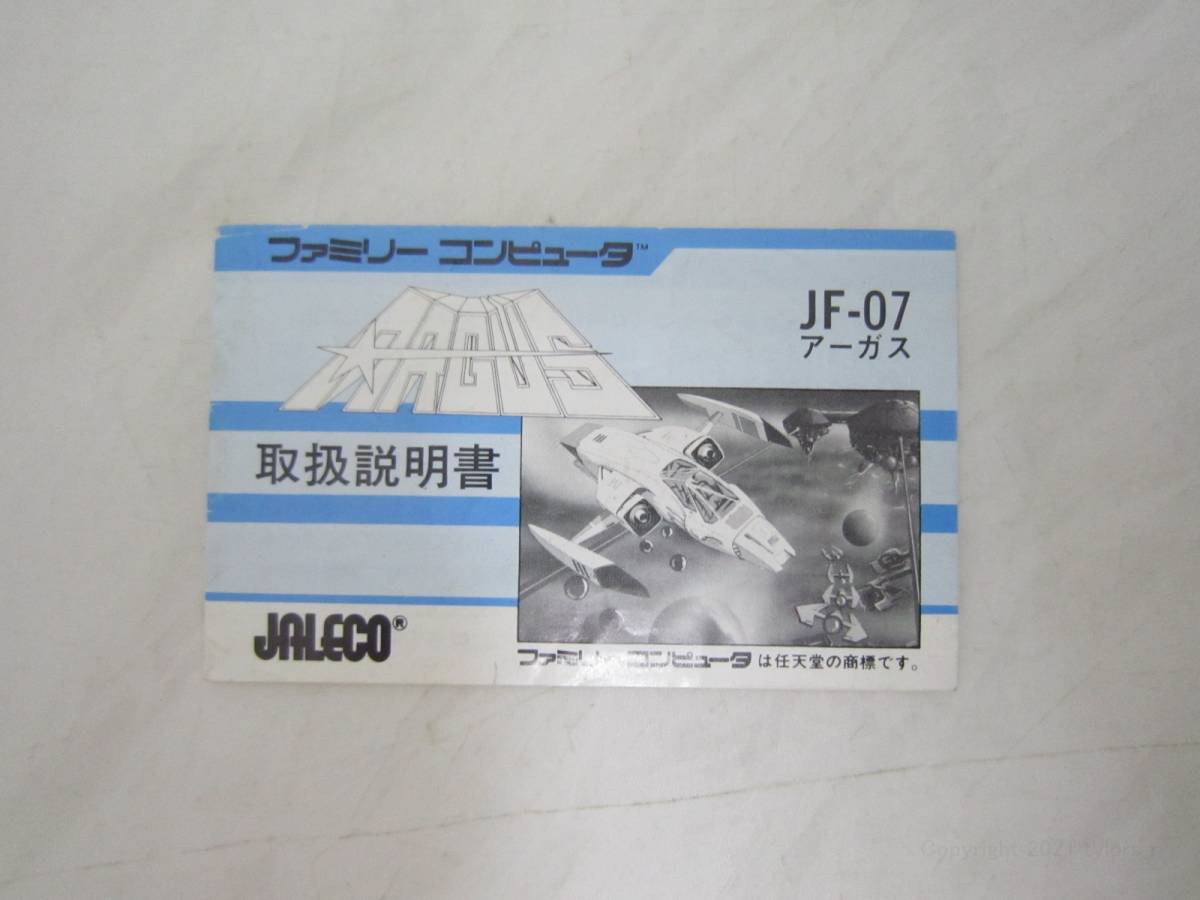 ファミリー コンピュータ™
ARGUS
JF-07
アーガス
取扱説明書
JALECO®
ファミリー コンピュータ は任天堂の商標です。
Copyright 2021